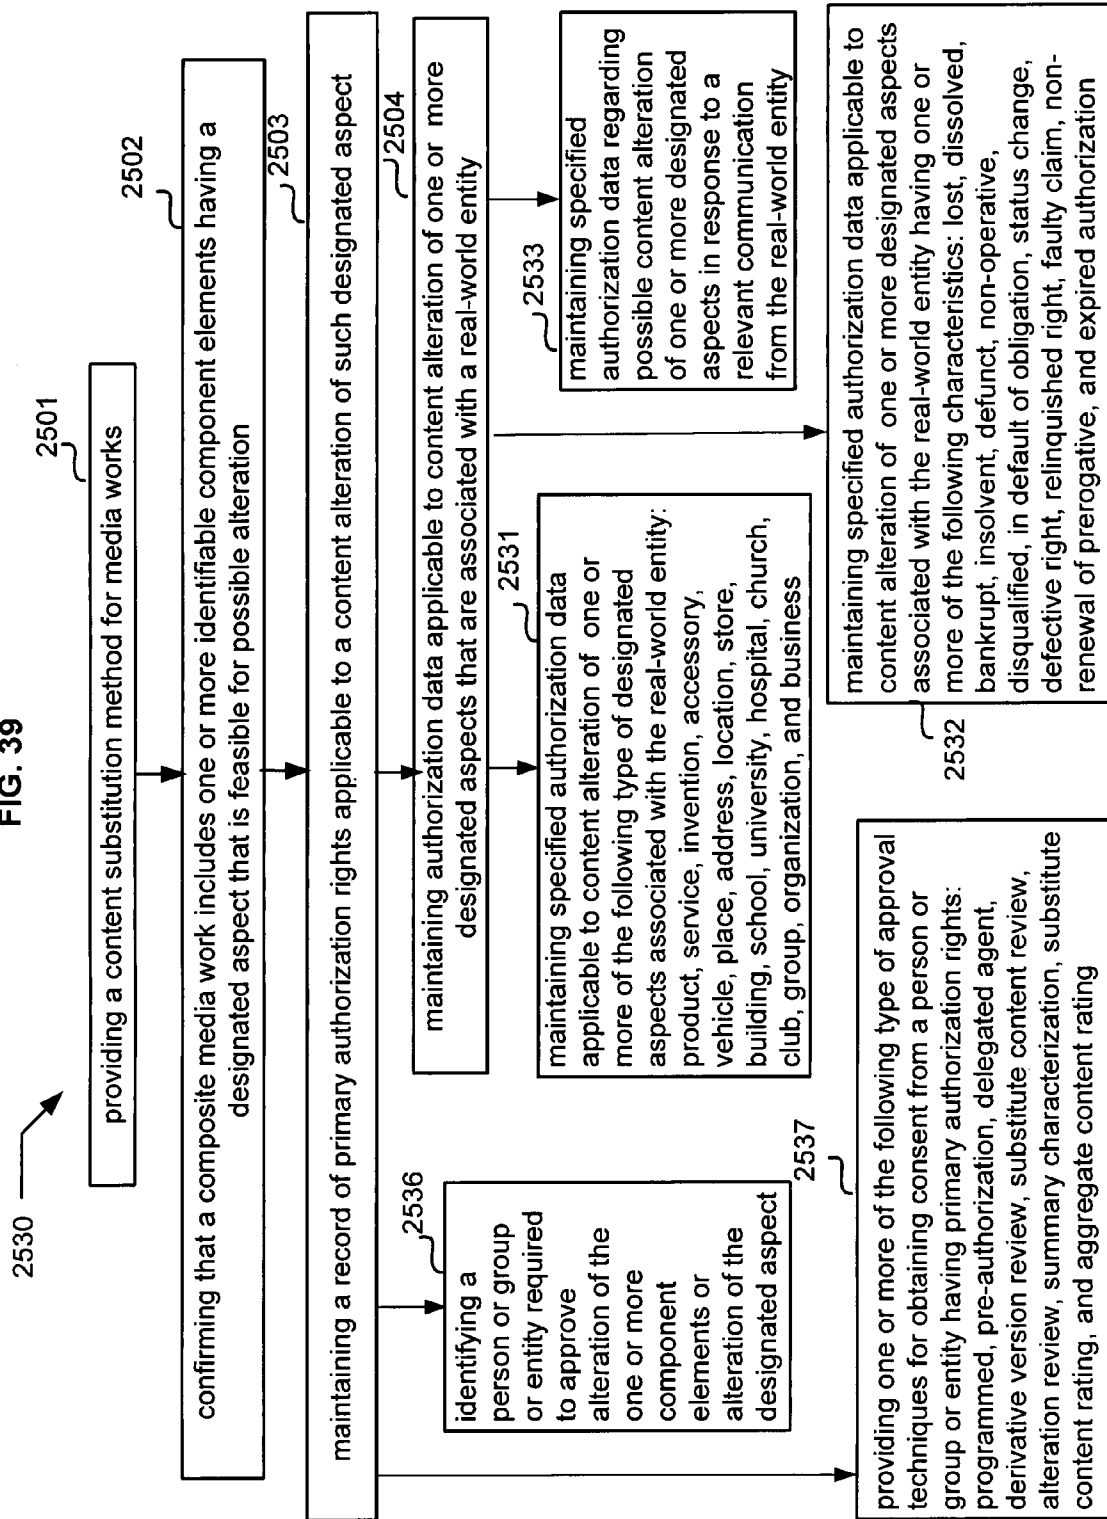 FIG. 39
2530
2501
providing a content substitution method for media works
2502
confirming that a composite media work includes one or more identifiable component elements having a
designated aspect that is feasible for possible alteration
2503
maintaining a record of primary authorization rights applicable to a content alteration of such designated aspect
2504
maintaining authorization data applicable to content alteration of one or more
designated aspects that are associated with a real-world entity
2536
identifying a
person or group
or entity required
to approve
alteration of the
one or more
component
elements or
alteration of the
designated aspect
2531
maintaining specified authorization data
applicable to content alteration of one or
more of the following type of designated
aspects associated with the real-world entity:
product, service, invention, accessory,
vehicle, place, address, location, store,
building, school, university, hospital, church,
club, group, organization, and business
2533
maintaining specified
authorization data regarding
possible content alteration
of one or more designated
aspects in response to a
relevant communication
from the real-world entity
2537
providing one or more of the following type of approval
techniques for obtaining consent from a person or
group or entity having primary authorization rights:
programmed, pre-authorization, delegated agent,
derivative version review, substitute content review,
alteration review, summary characterization, substitute
content rating, and aggregate content rating
2532
maintaining specified authorization data applicable to
content alteration of one or more designated aspects
associated with the real-world entity having one or
more of the following characteristics: lost, dissolved,
bankrupt, insolvent, defunct, non-operative,
disqualified, in default of obligation, status change,
defective right, relinquished right, faulty claim, non-
renewal of prerogative, and expired authorization